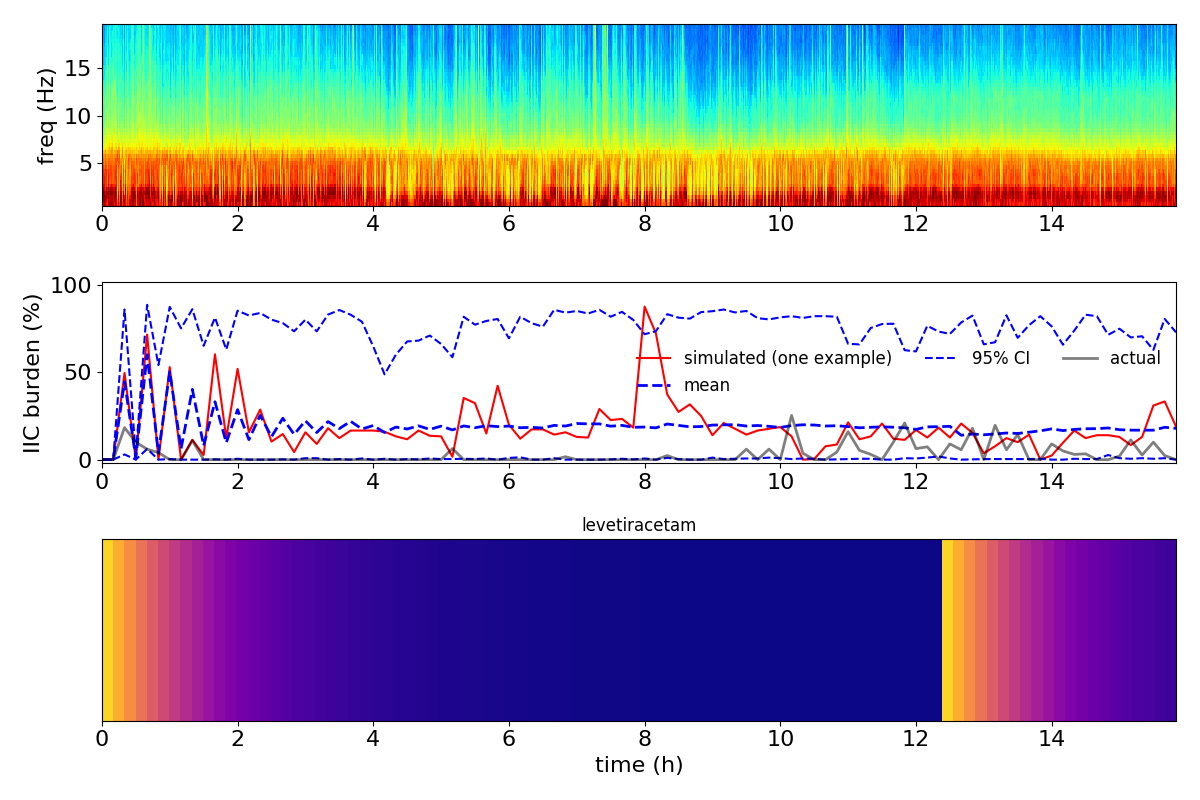 freq (Hz)
15
10
5
0 2 4 6 8 10 12 14
IIC burden (%)
100
50
0
simulated (one example)
mean
95% CI
actual
0 2 4 6 8 10 12 14
levetiracetam
0 2 4 6 8 10 12 14
time (h)